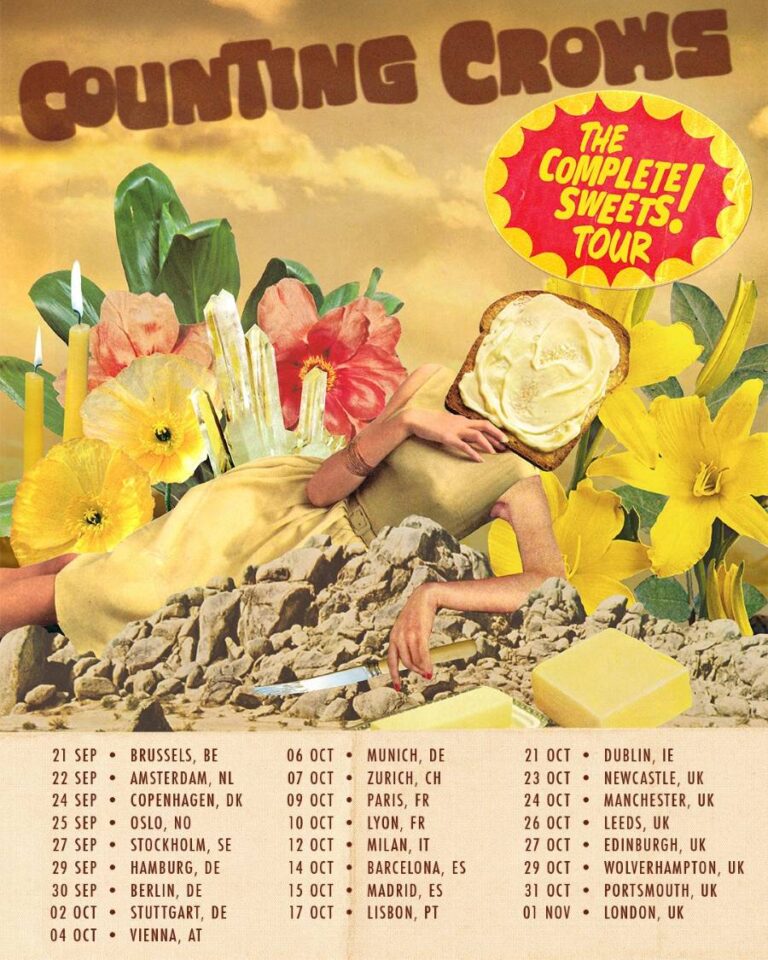 COUNTING CROWS
THE
COMPLETE
SWEETS!
TOUR
21 SEP • BRUSSELS, BE
22 SEP • AMSTERDAM, NL
24 SEP • COPENHAGEN, DK
25 SEP • OSLO, NO
27 SEP • STOCKHOLM, SE
29 SEP • HAMBURG, DE
30 SEP • BERLIN, DE
02 OCT • STUTTGART, DE
04 OCT • VIENNA, AT
06 OCT • MUNICH, DE
07 OCT • ZURICH, CH
09 OCT • PARIS, FR
10 OCT • LYON, FR
12 OCT • MILAN, IT
14 OCT • BARCELONA, ES
15 OCT • MADRID, ES
17 OCT • LISBON, PT
21 OCT • DUBLIN, IE
23 OCT • NEWCASTLE, UK
24 OCT • MANCHESTER, UK
26 OCT • LEEDS, UK
27 OCT • EDINBURGH, UK
29 OCT • WOLVERHAMPTON, UK
31 OCT • PORTSMOUTH, UK
01 NOV • LONDON, UK